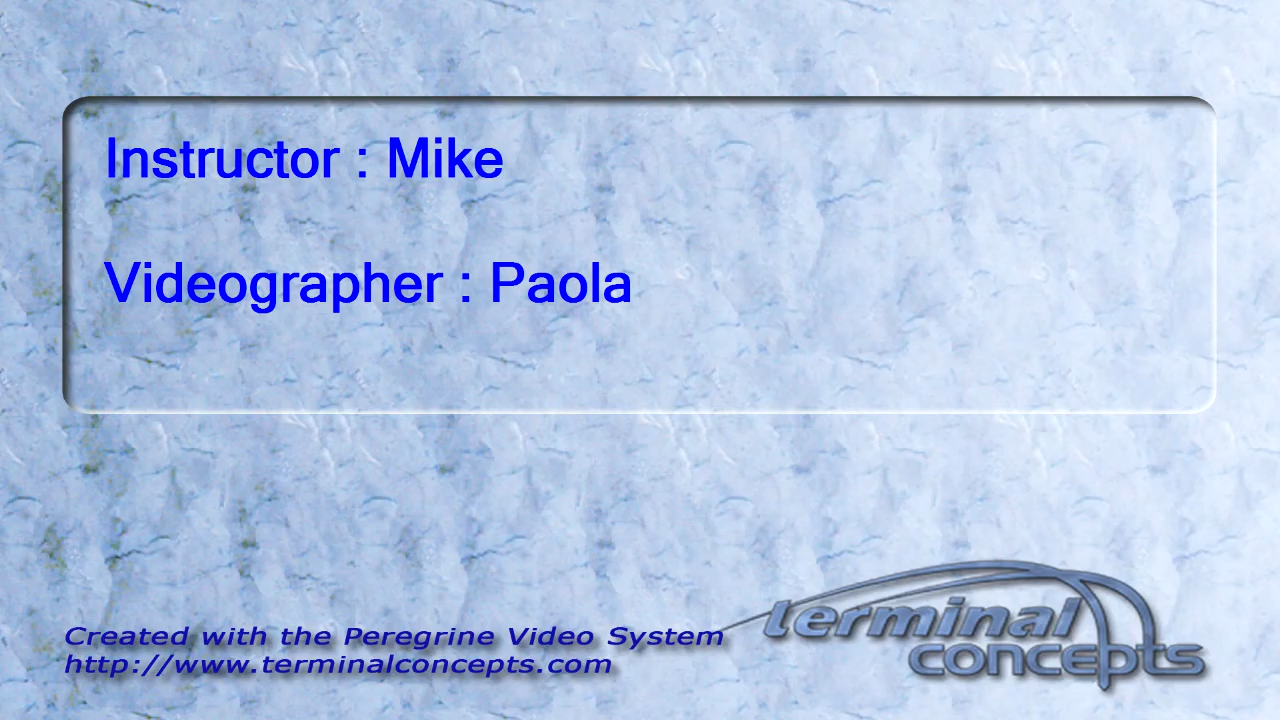 Instructor : Mike
Videographer : Paola
Created with the Peregrine Video System
http://www.terminalconcepts.com
terminal
concepts